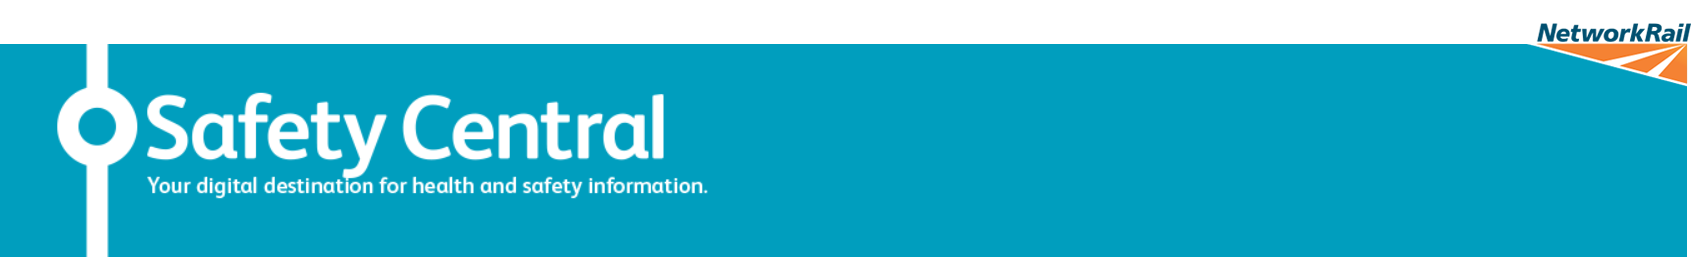 NetworkRail
Safety Central
Your digital destination for health and safety information.